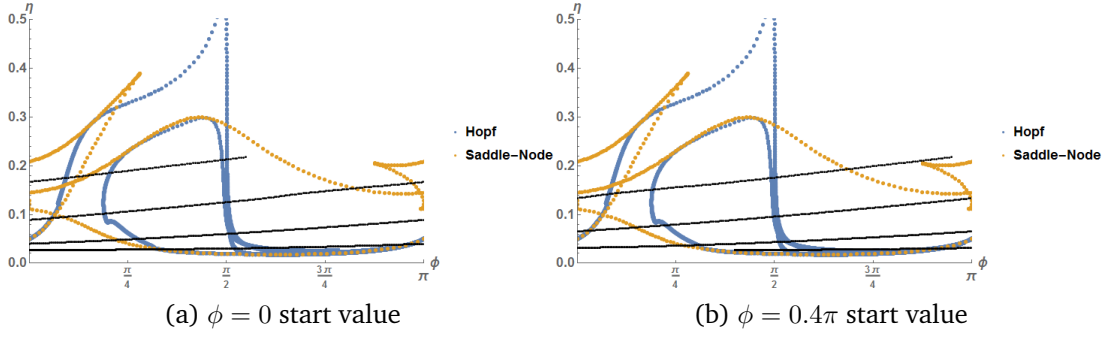 η
0.5
0.4
0.3
0.2
0.1
0.0
π/4
π/2
3π/4
π
ϕ
Hopf
Saddle-Node
(a) ϕ = 0 start value
η
0.5
0.4
0.3
0.2
0.1
0.0
π/4
π/2
3π/4
π
ϕ
Hopf
Saddle-Node
(b) ϕ = 0.4π start value